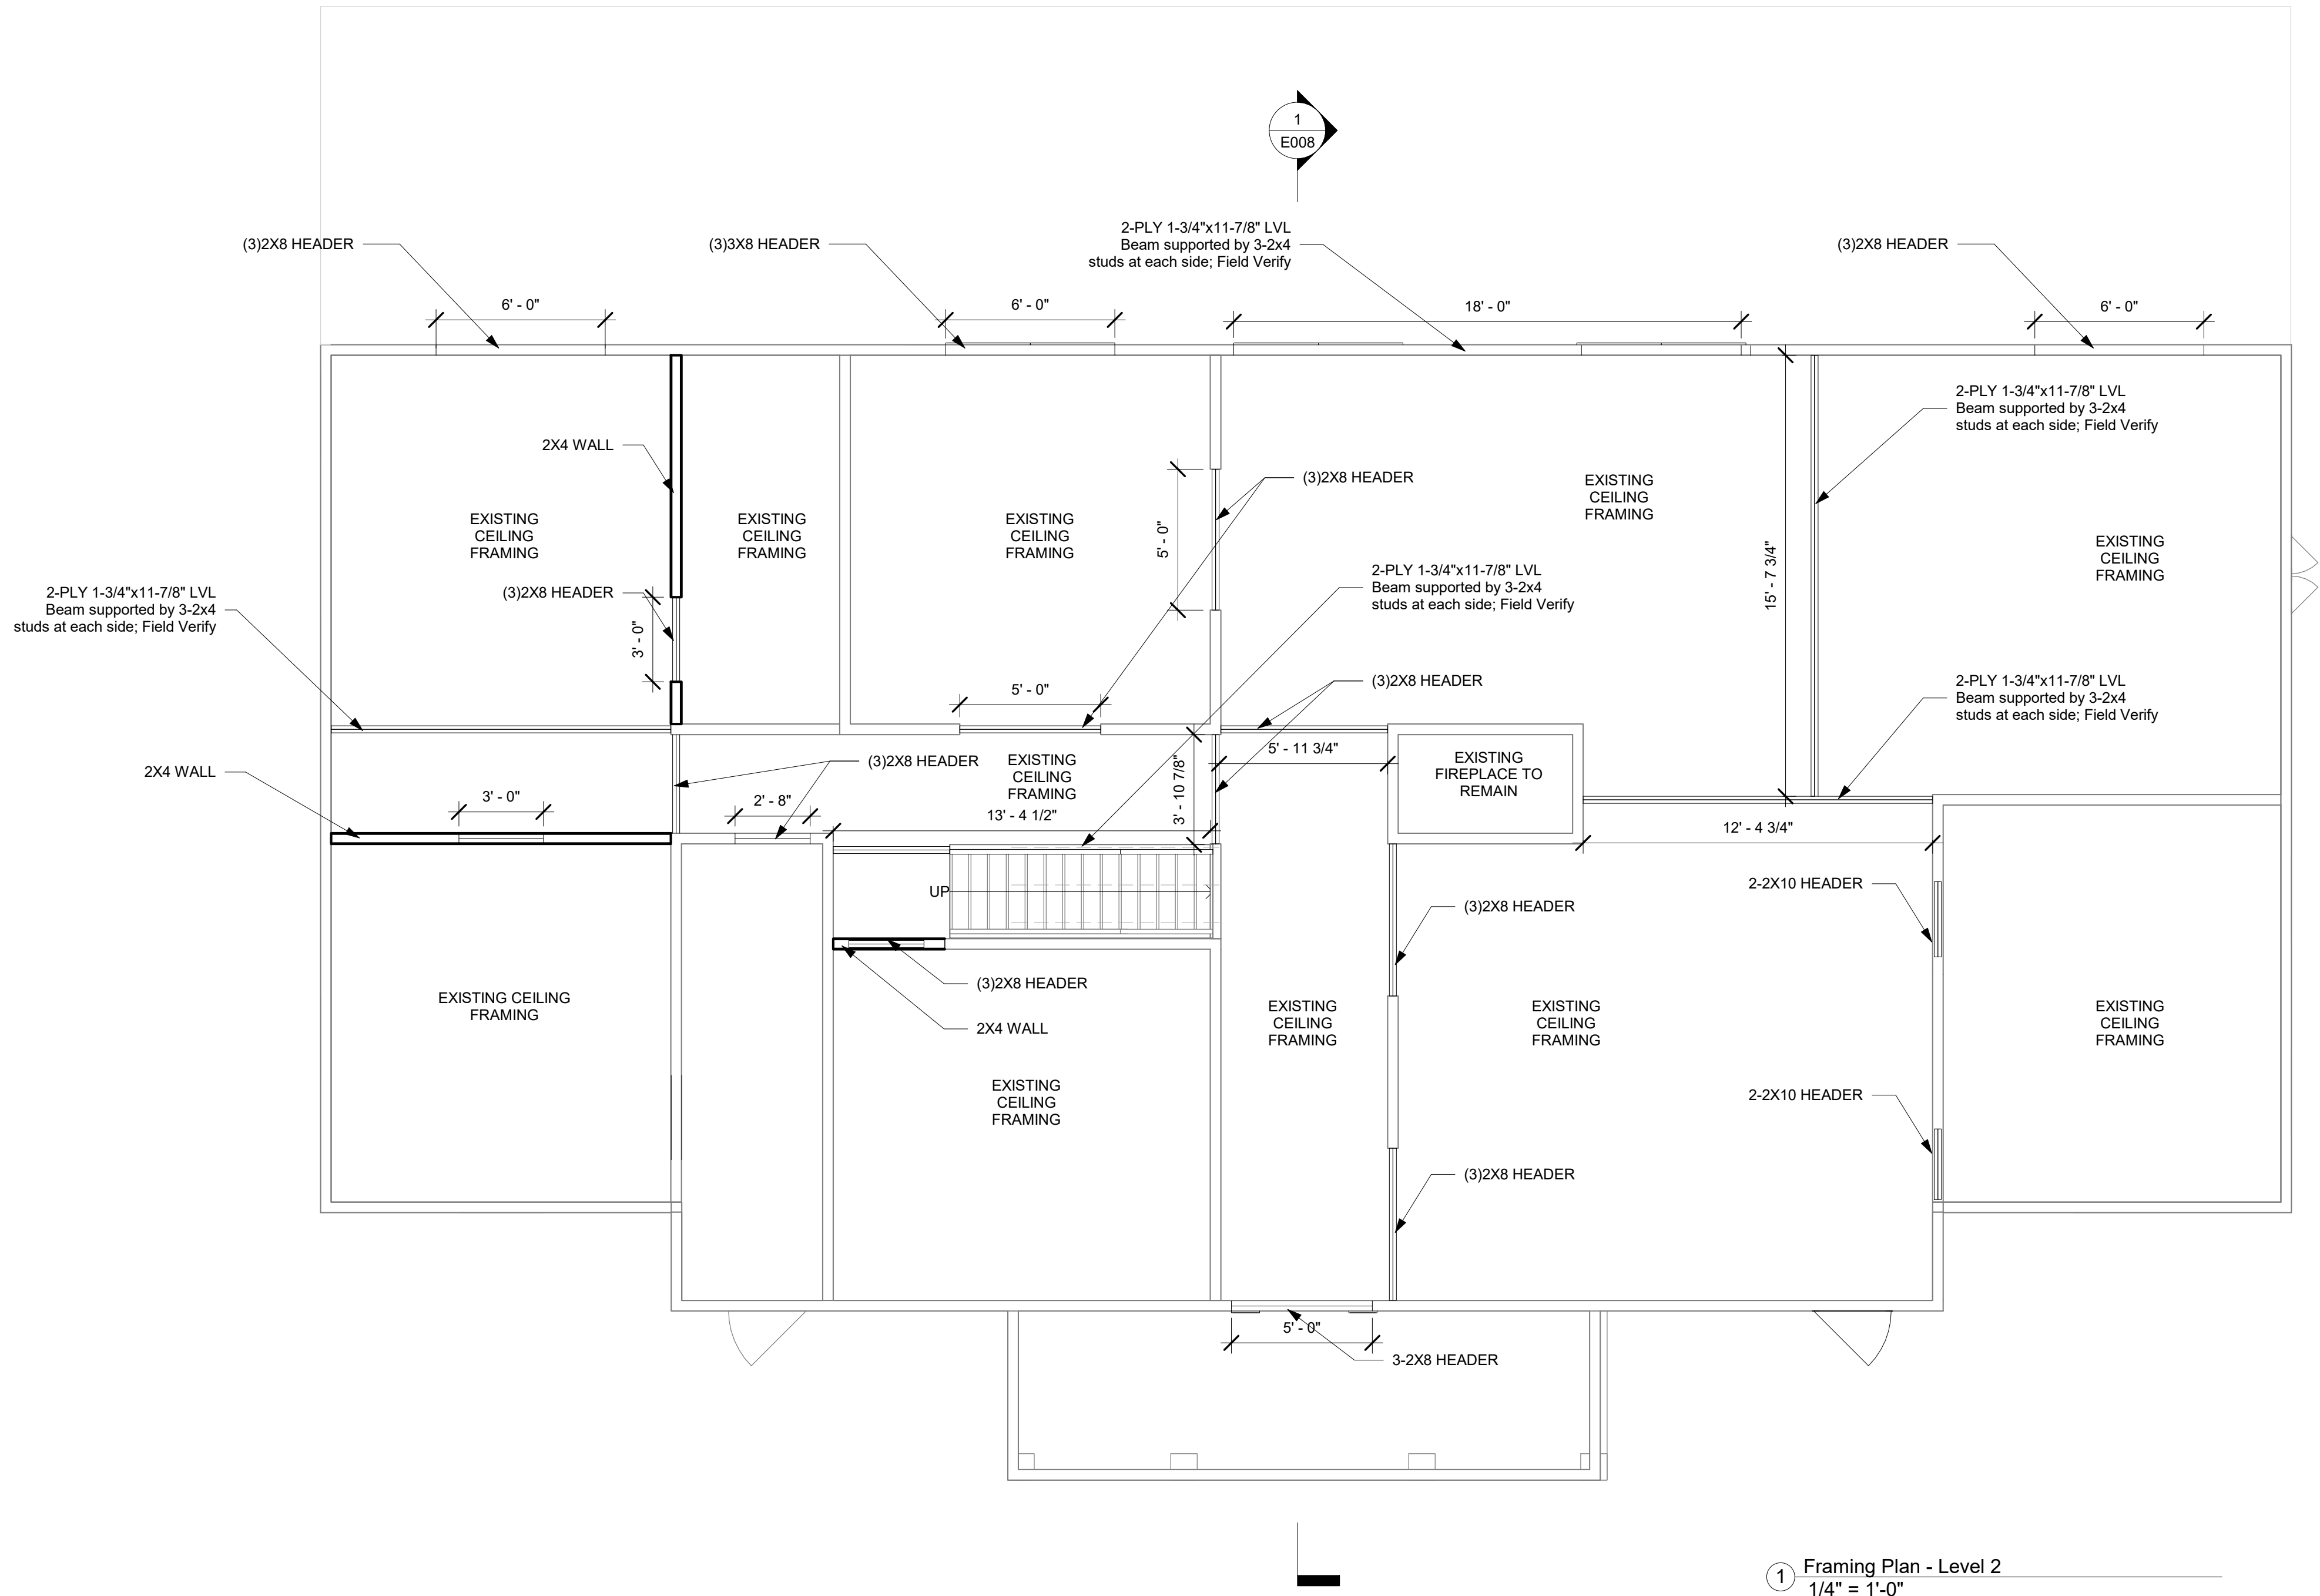 1
E008
2-PLY 1-3/4"x11-7/8" LVL
Beam supported by 3-2x4
studs at each side; Field Verify
(3)2X8 HEADER
(3)3X8 HEADER
(3)2X8 HEADER
6' - 0"
6' - 0"
18' - 0"
6' - 0"
2-PLY 1-3/4"x11-7/8" LVL
Beam supported by 3-2x4
studs at each side; Field Verify
2X4 WALL
(3)2X8 HEADER
EXISTING
CEILING
FRAMING
EXISTING
CEILING
FRAMING
EXISTING
CEILING
FRAMING
EXISTING
CEILING
FRAMING
EXISTING
CEILING
FRAMING
5' - 0"
15' - 7 3/4"
2-PLY 1-3/4"x11-7/8" LVL
Beam supported by 3-2x4
studs at each side; Field Verify
2-PLY 1-3/4"x11-7/8" LVL
Beam supported by 3-2x4
studs at each side; Field Verify
(3)2X8 HEADER
3' - 0"
5' - 0"
(3)2X8 HEADER
2-PLY 1-3/4"x11-7/8" LVL
Beam supported by 3-2x4
studs at each side; Field Verify
5' - 11 3/4"
EXISTING
FIREPLACE TO
REMAIN
2X4 WALL
(3)2X8 HEADER
EXISTING
CEILING
FRAMING
3' - 10 7/8"
3' - 0"
2' - 8"
13' - 4 1/2"
12' - 4 3/4"
UP
2-2X10 HEADER
(3)2X8 HEADER
(3)2X8 HEADER
2X4 WALL
EXISTING CEILING
FRAMING
EXISTING
CEILING
FRAMING
EXISTING
CEILING
FRAMING
EXISTING
CEILING
FRAMING
EXISTING
CEILING
FRAMING
2-2X10 HEADER
(3)2X8 HEADER
5' - 0"
3-2X8 HEADER
1
Framing Plan - Level 2
1/4" = 1'-0"